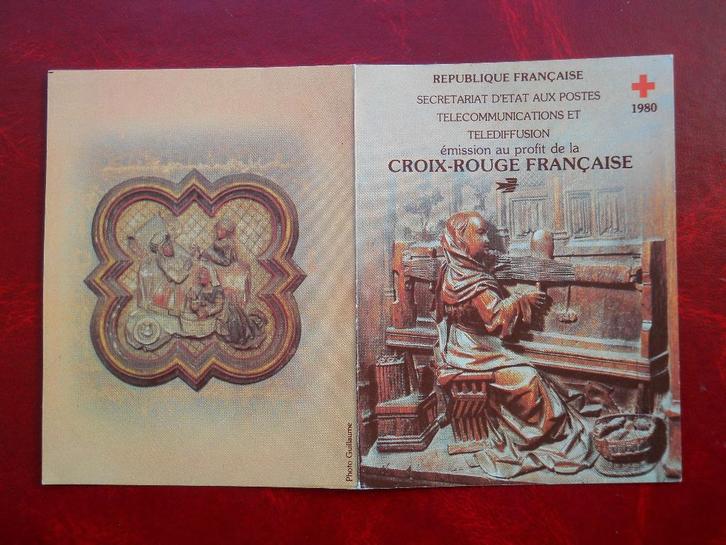 REPUBLIQUE FRANÇAISE
SECRETARIAT D'ETAT AUX POSTES
TELECOMMUNICATIONS ET
TELEDIFFUSION
émission au profit de la
CROIX-ROUGE FRANÇAISE
1980
Photo Guillaume